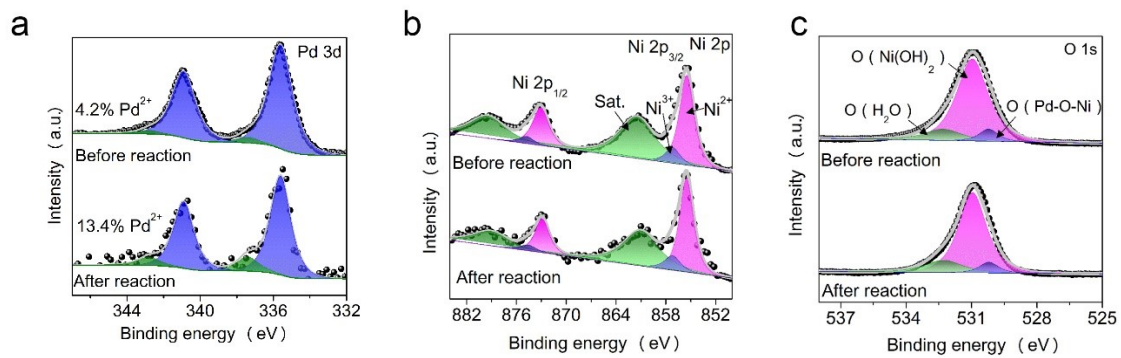 a
Pd 3d
4.2% Pd²⁺
Before reaction
13.4% Pd²⁺
After reaction
Intensity (a.u.)
344 340 336 332
Binding energy (eV)
b
Ni 2p₃/₂ Ni 2p
Ni 2p₁/₂
Sat.
Ni³⁺
Ni²⁺
Before reaction
After reaction
Intensity (a.u.)
882 876 870 864 858 852
Binding energy (eV)
c
O 1s
O ( Ni(OH)₂ )
O ( H₂O )
O ( Pd-O-Ni )
Before reaction
After reaction
Intensity (a.u.)
537 534 531 528 525
Binding energy (eV)